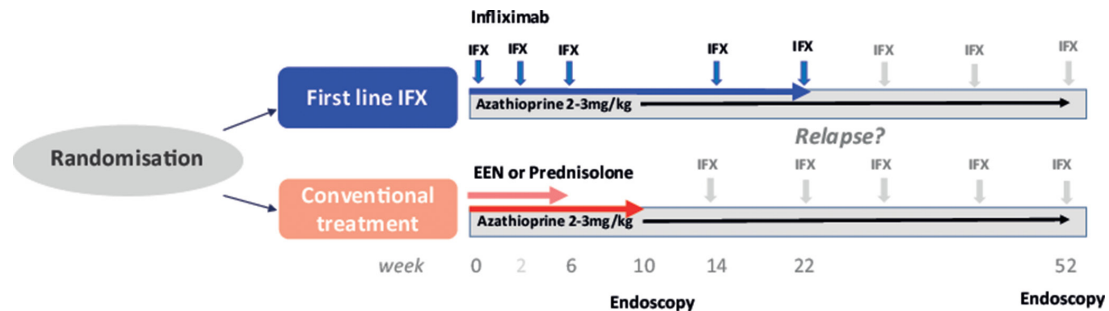 Infliximab
IFX IFX IFX IFX IFX IFX IFX IFX
First line IFX
Azathioprine 2-3mg/kg
Randomisation
Relapse?
EEN or Prednisolone
IFX IFX IFX IFX IFX
Conventional
treatment
Azathioprine 2-3mg/kg
week 0 2 6 10 14 22 52
Endoscopy Endoscopy